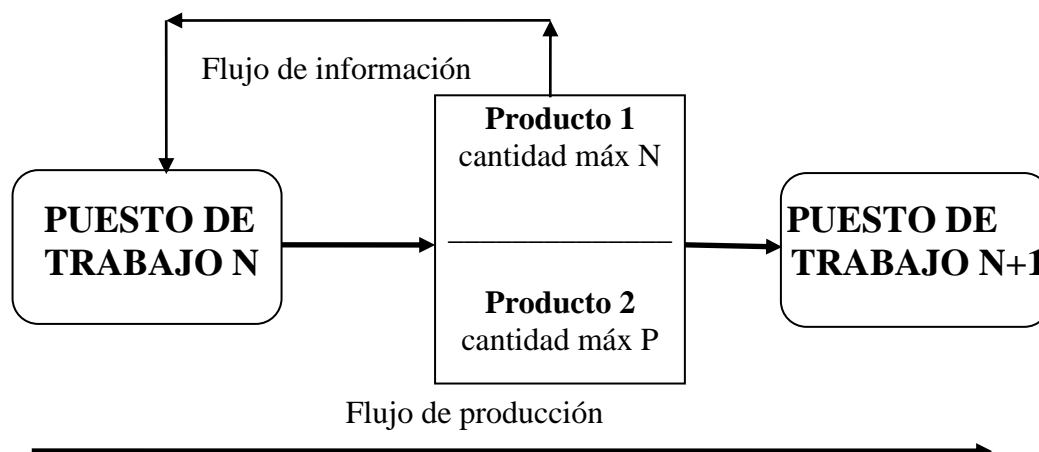 Flujo de información
Producto 1
cantidad máx N
PUESTO DE
TRABAJO N
PUESTO DE
TRABAJO N+1
Producto 2
cantidad máx P
Flujo de producción